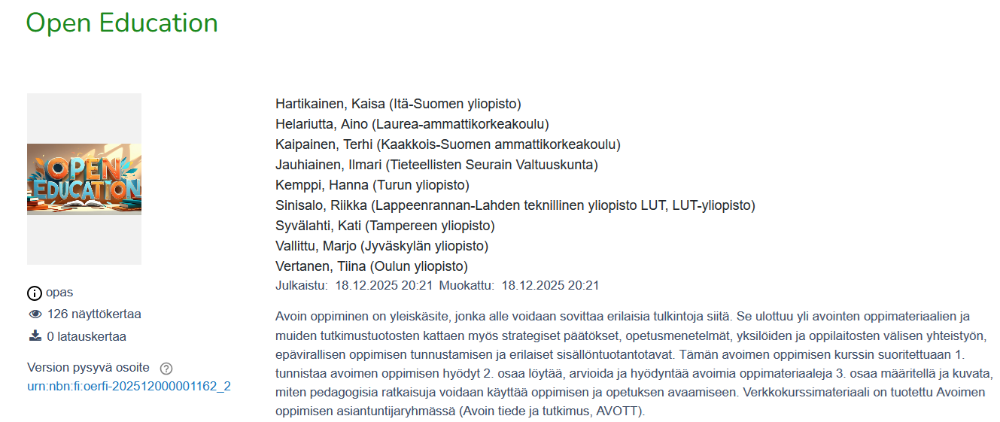 Open Education
OPEN
EDUCATION
opas
126 näyttökertaa
0 latauskertaa
Version pysyvä osoite ?
urn:nbn:fi:oerfi-202512000001162_2
Hartikainen, Kaisa (Itä-Suomen yliopisto)
Helariutta, Aino (Laurea-ammattikorkeakoulu)
Kaipainen, Terhi (Kaakkois-Suomen ammattikorkeakoulu)
Jauhiainen, Ilmari (Tieteellisten Seurain Valtuuskunta)
Kemppi, Hanna (Turun yliopisto)
Sinisalo, Riikka (Lappeenrannan-Lahden teknillinen yliopisto LUT, LUT-yliopisto)
Syvälahti, Kati (Tampereen yliopisto)
Vallittu, Marjo (Jyväskylän yliopisto)
Vertanen, Tiina (Oulun yliopisto)
Julkaistu: 18.12.2025 20:21 Muokattu: 18.12.2025 20:21
Avoin oppiminen on yleiskäsite, jonka alle voidaan sovittaa erilaisia tulkintoja siitä. Se ulottuu yli avointen oppimateriaalien ja
muiden tutkimustuotosten kattaen myös strategiset päätökset, opetusmenetelmät, yksilöiden ja oppilaitosten välisen yhteistyön,
epävirallisen oppimisen tunnustamisen ja erilaiset sisällöntuotantotavat. Tämän avoimen oppimisen kurssin suoritettuaan 1.
tunnistaa avoimen oppimisen hyödyt 2. osaa löytää, arvioida ja hyödyntää avoimia oppimateriaaleja 3. osaa määritellä ja kuvata,
miten pedagogisia ratkaisuja voidaan käyttää oppimisen ja opetuksen avaamiseen. Verkkokurssimateriaali on tuotettu Avoimen
oppimisen asiantuntijaryhmässä (Avoin tiede ja tutkimus, AVOTT).